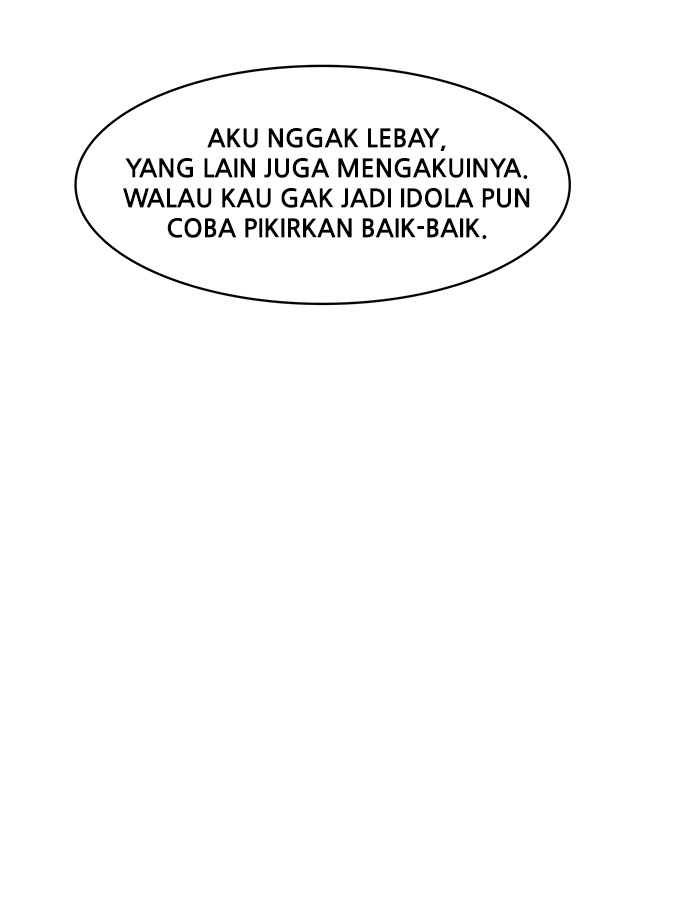 AKU NGGAK LEBAY,
YANG LAIN JUGA MENGAKUINYA.
WALAU KAU GAK JADI IDOLA PUN
COBA PIKIRKAN BAIK-BAIK.